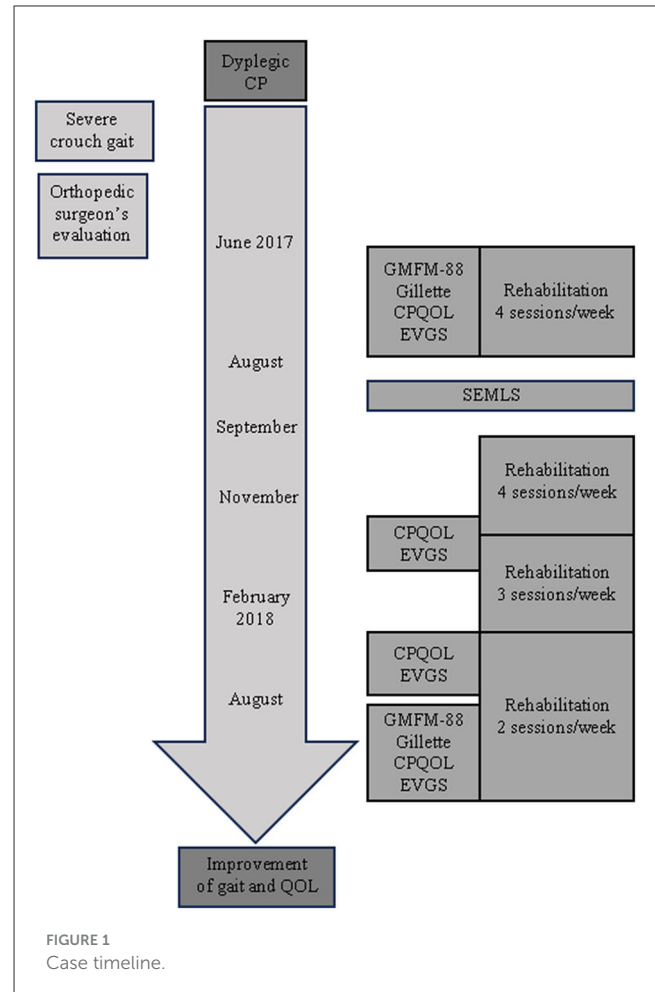 Dyplegic
CP
Severe
crouch gait
Orthopedic
surgeon's
evaluation
June 2017
GMFM-88
Gillette
CPQOL
EVGS
Rehabilitation
4 sessions/week
August
SEMLS
September
Rehabilitation
4 sessions/week
November
CPQOL
EVGS
Rehabilitation
3 sessions/week
February
2018
CPQOL
EVGS
August
Rehabilitation
2 sessions/week
GMFM-88
Gillette
CPQOL
EVGS
Improvement
of gait and QOL
FIGURE 1
Case timeline.